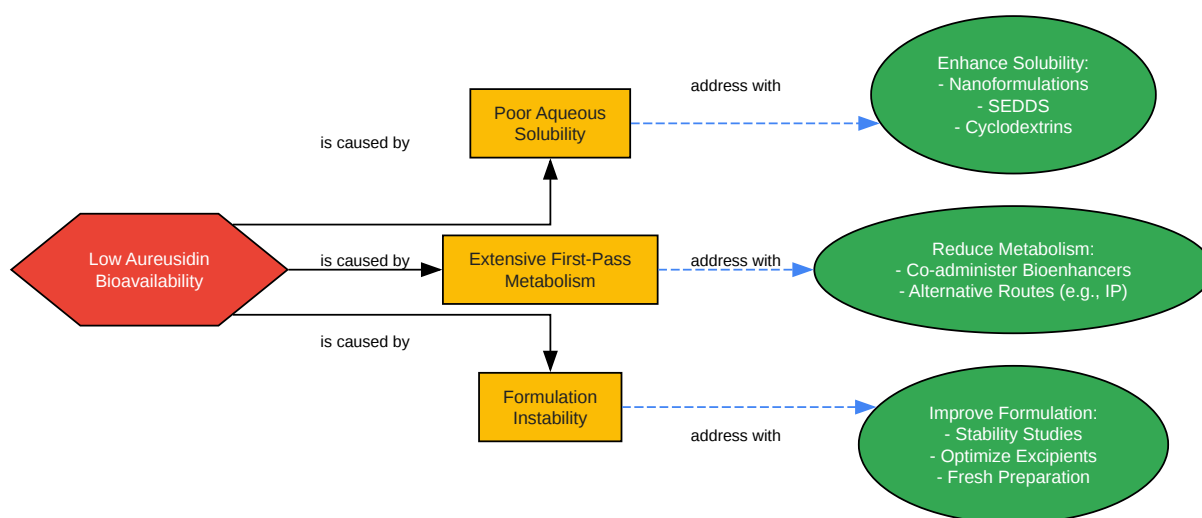 Low Aureusidin
Bioavailability
is caused by
Poor Aqueous
Solubility
address with
Enhance Solubility:
- Nanoformulations
- SEDDS
- Cyclodextrins
is caused by
Extensive First-Pass
Metabolism
address with
Reduce Metabolism:
- Co-administer Bioenhancers
- Alternative Routes (e.g., IP)
is caused by
Formulation
Instability
address with
Improve Formulation:
- Stability Studies
- Optimize Excipients
- Fresh Preparation